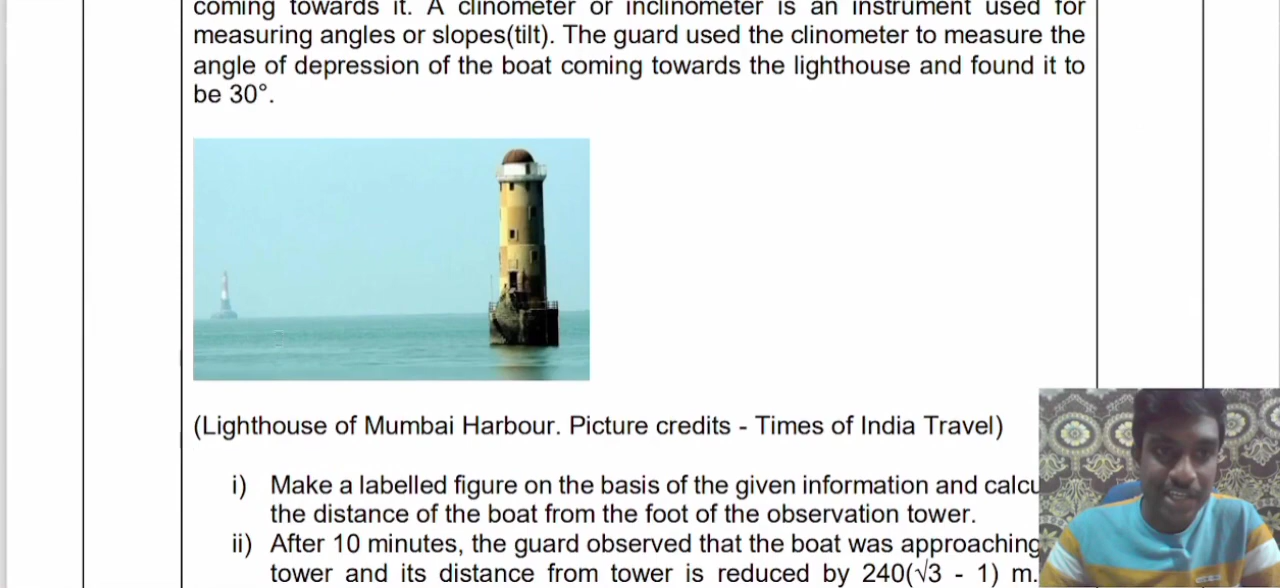 coming towards it. A clinometer or inclinometer is an instrument used for
measuring angles or slopes(tilt). The guard used the clinometer to measure the
angle of depression of the boat coming towards the lighthouse and found it to
be 30°.
(Lighthouse of Mumbai Harbour. Picture credits - Times of India Travel)
i) Make a labelled figure on the basis of the given information and calcu
the distance of the boat from the foot of the observation tower.
ii) After 10 minutes, the guard observed that the boat was approaching
tower and its distance from tower is reduced by 240(√3 - 1) m.